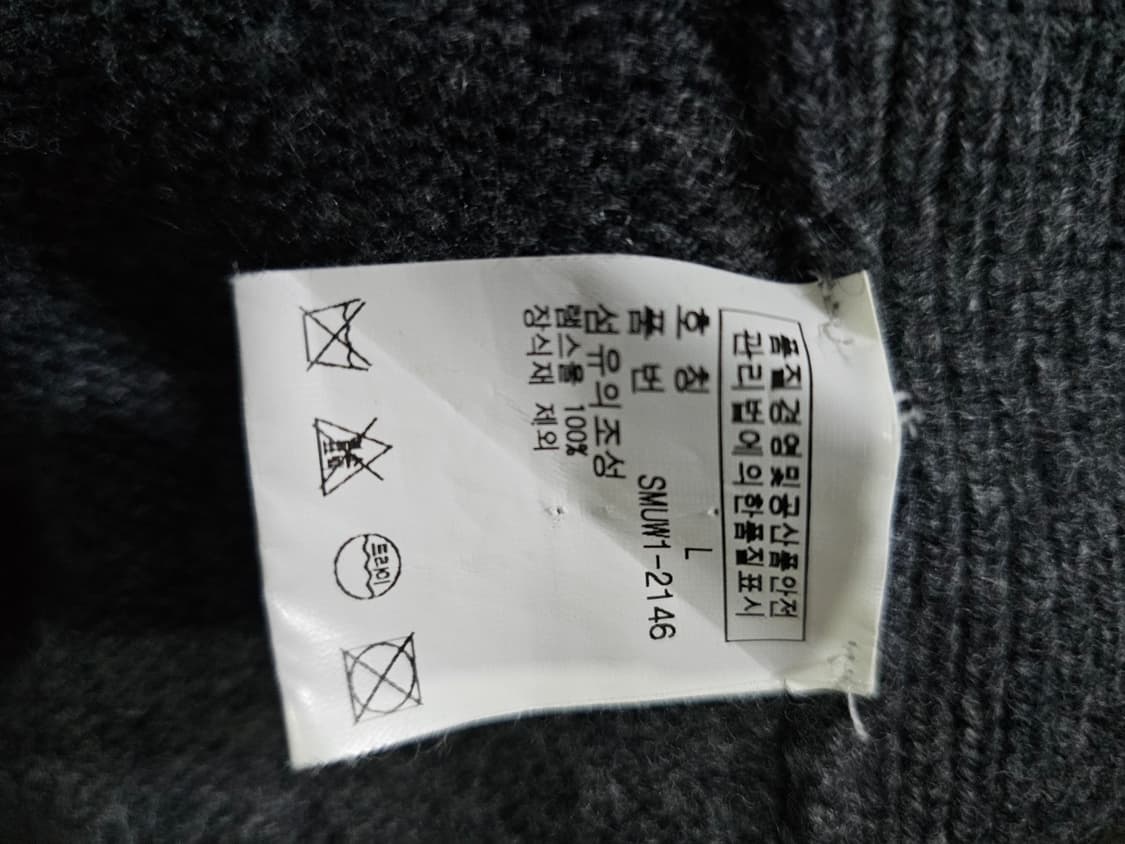 품질경영및공산품안전
관리법에의한품질표시
호 칭 L
품 번 SMUW1-2146
섬유의조성
램스울 100%
장식재 제외
드라이